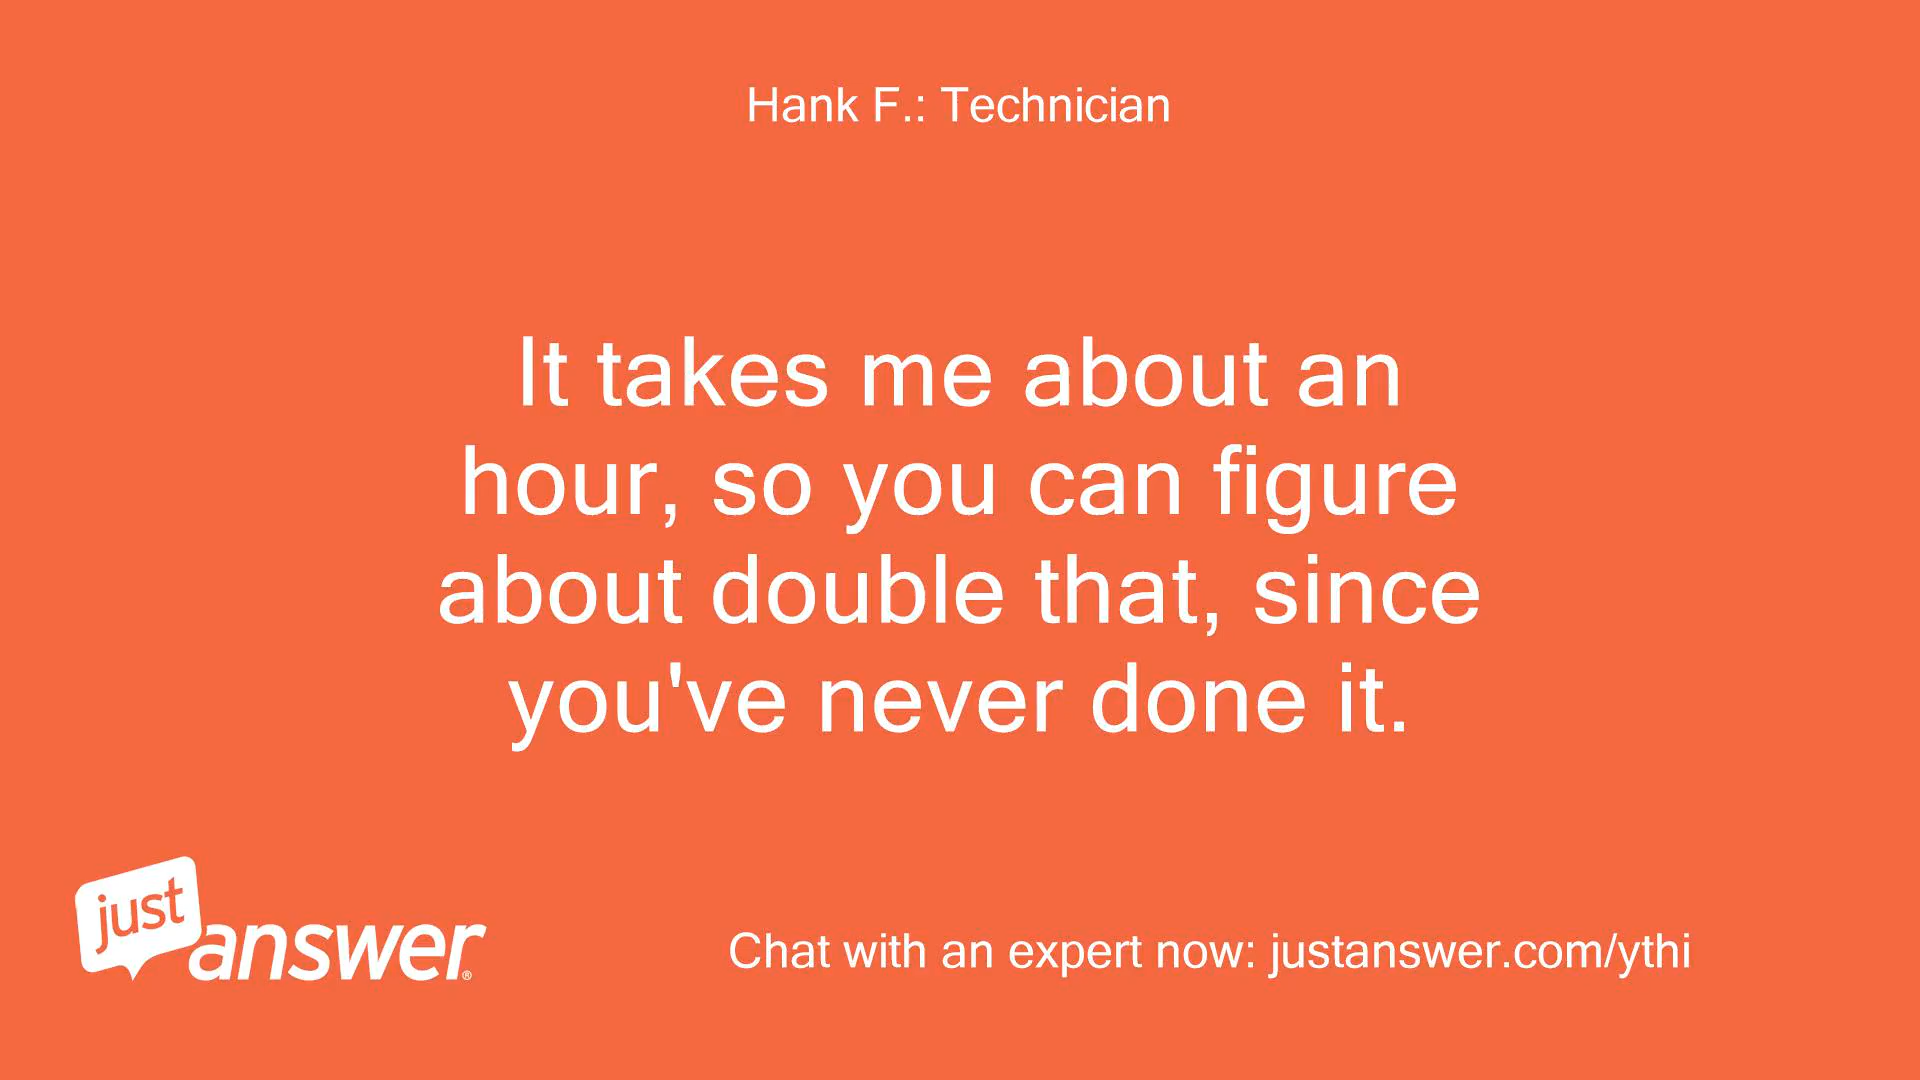 Hank F.: Technician
It takes me about an
hour, so you can figure
about double that, since
you've never done it.
just
answer®
Chat with an expert now: justanswer.com/ythi